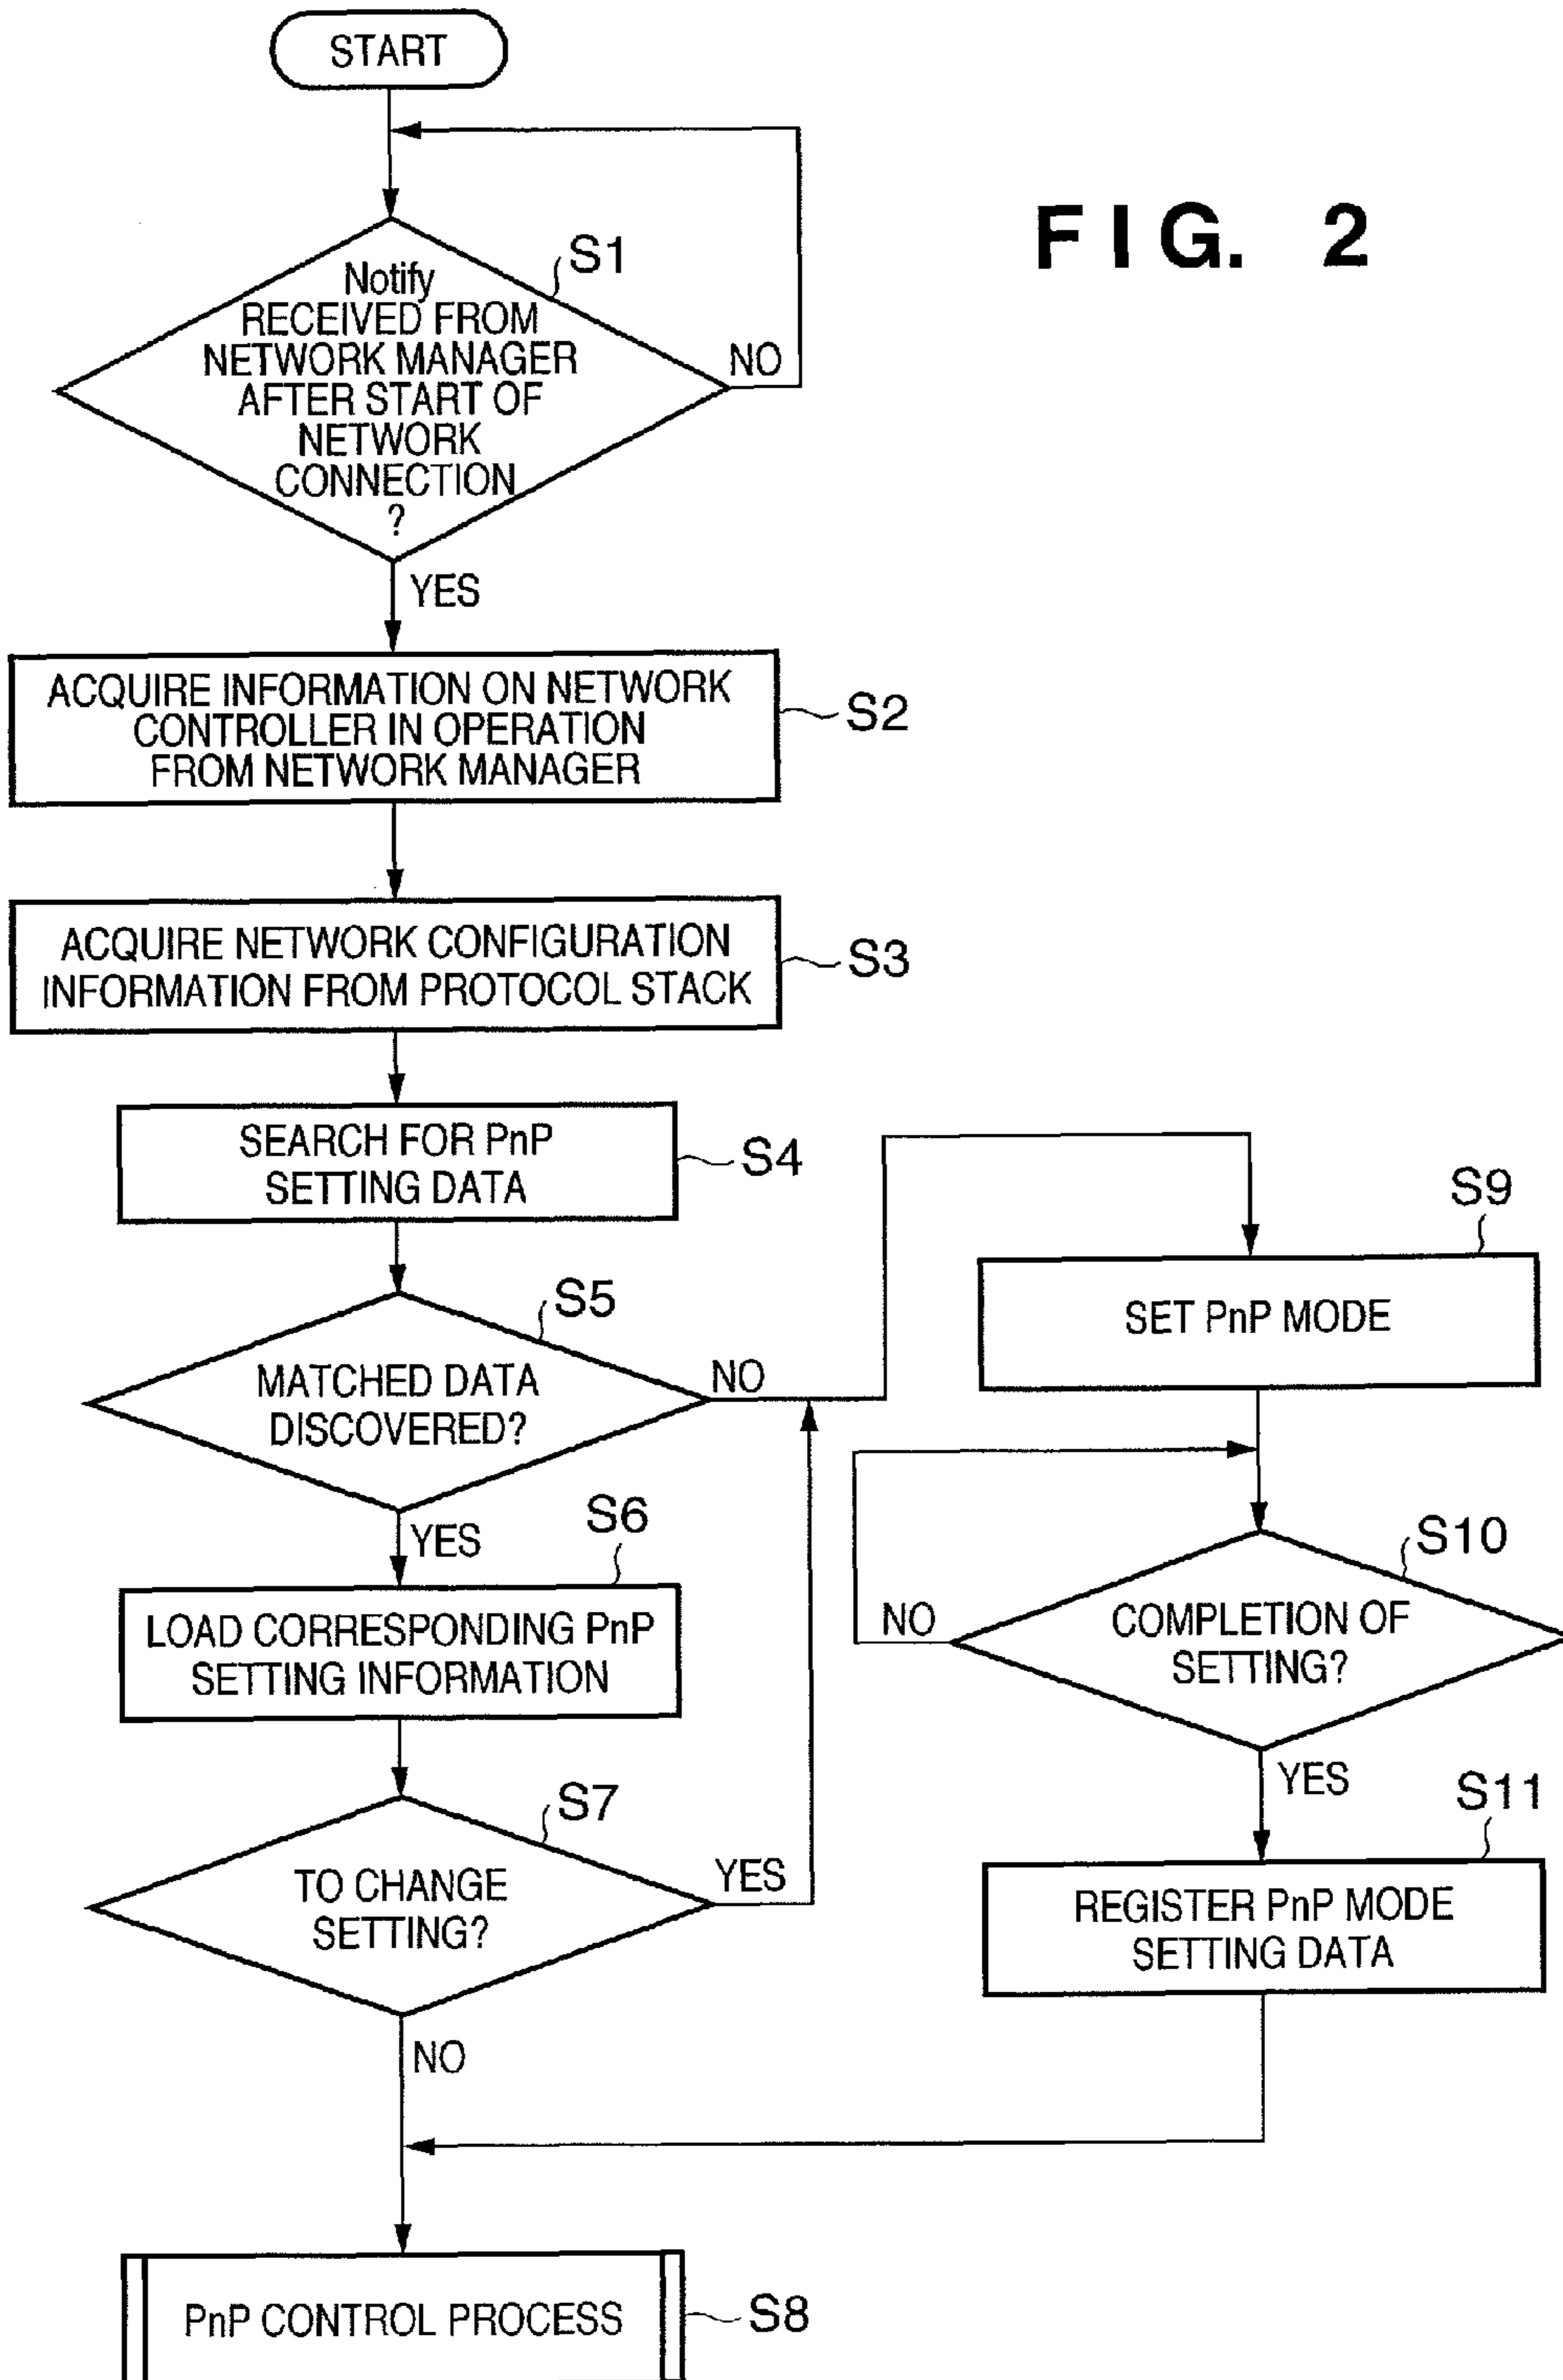 START
FIG. 2
S1
Notify
RECEIVED FROM
NETWORK MANAGER
AFTER START OF
NETWORK
CONNECTION
?
NO
YES
ACQUIRE INFORMATION ON NETWORK
CONTROLLER IN OPERATION
FROM NETWORK MANAGER
S2
ACQUIRE NETWORK CONFIGURATION
INFORMATION FROM PROTOCOL STACK
S3
SEARCH FOR PnP
SETTING DATA
S4
S5
MATCHED DATA
DISCOVERED?
NO
YES
S6
LOAD CORRESPONDING PnP
SETTING INFORMATION
S7
TO CHANGE
SETTING?
YES
NO
S9
SET PnP MODE
S10
COMPLETION OF
SETTING?
NO
YES
S11
REGISTER PnP MODE
SETTING DATA
PnP CONTROL PROCESS
S8